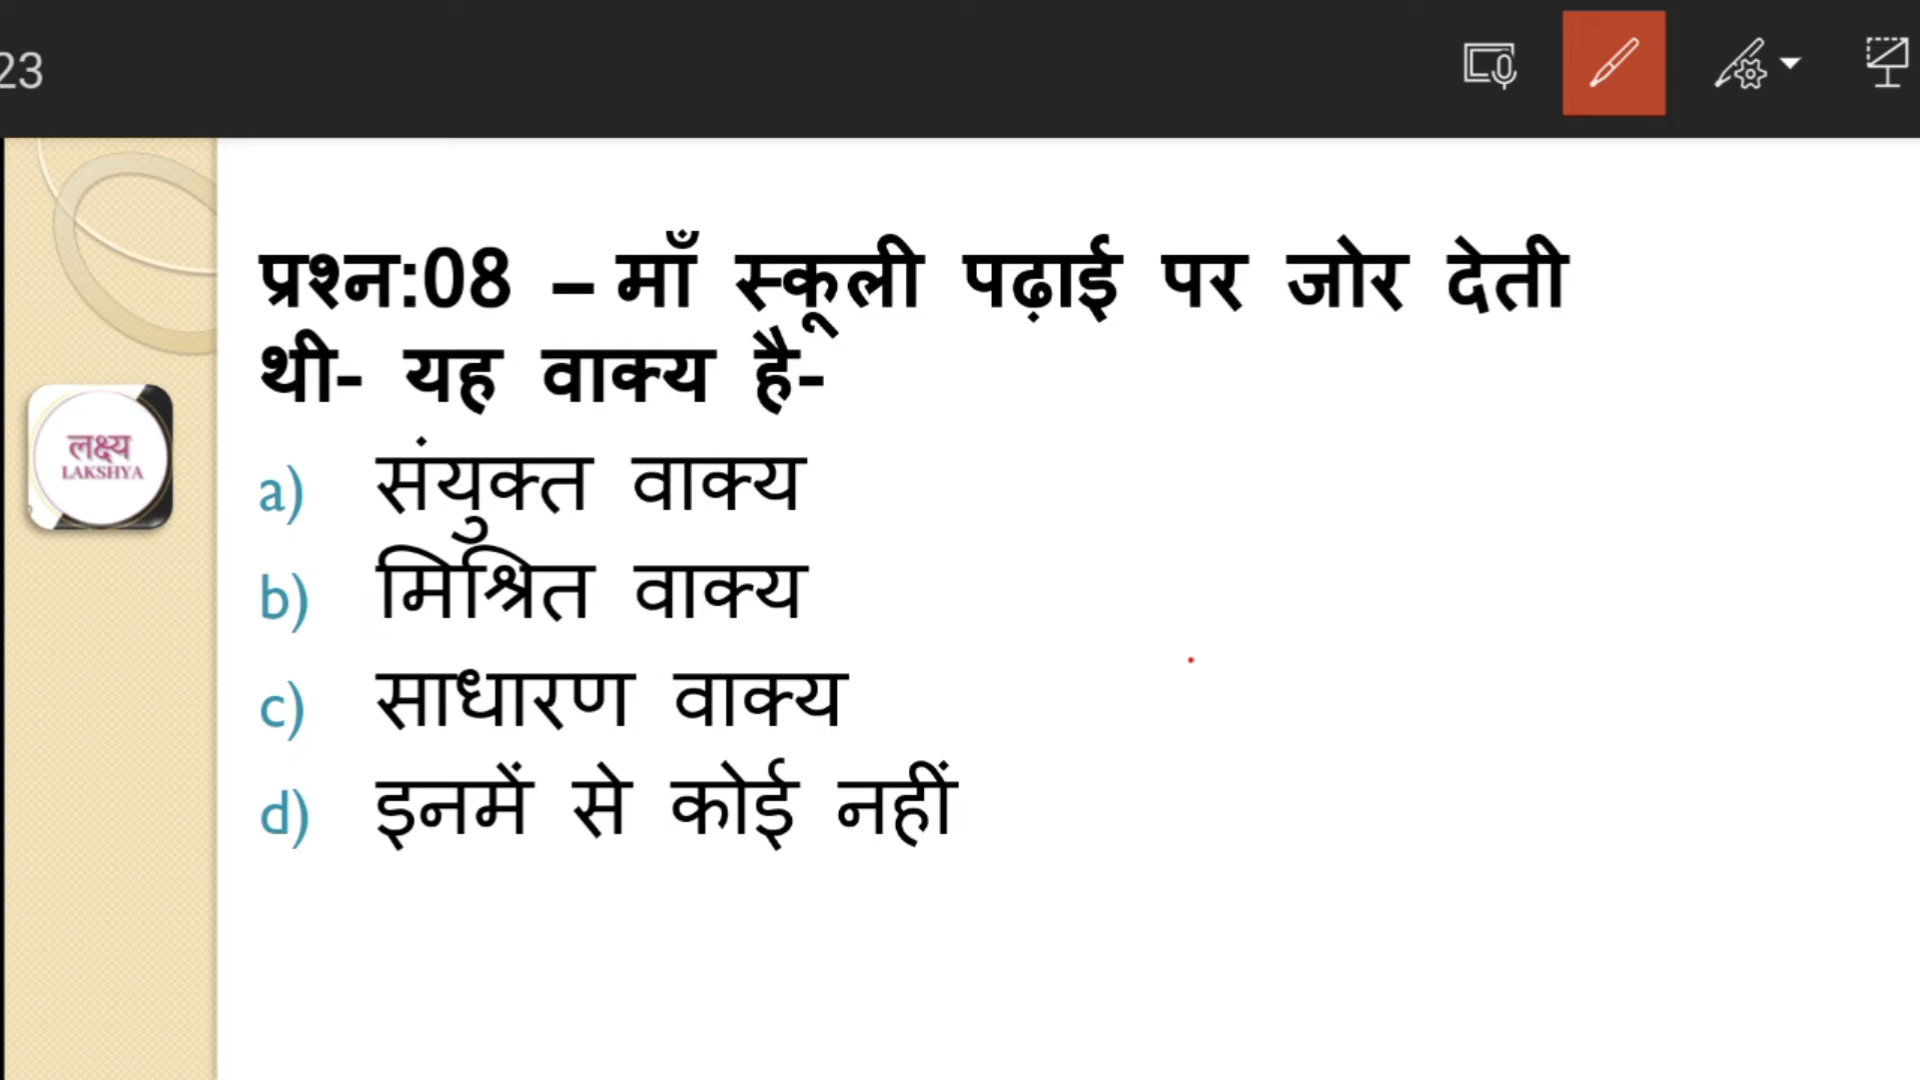 23
प्रश्न:08 – माँ स्कूली पढ़ाई पर जोर देती
थी- यह वाक्य है-
लक्ष्य
LAKSHYA
a) संयुक्त वाक्य
b) मिश्रित वाक्य
c) साधारण वाक्य
d) इनमें से कोई नहीं